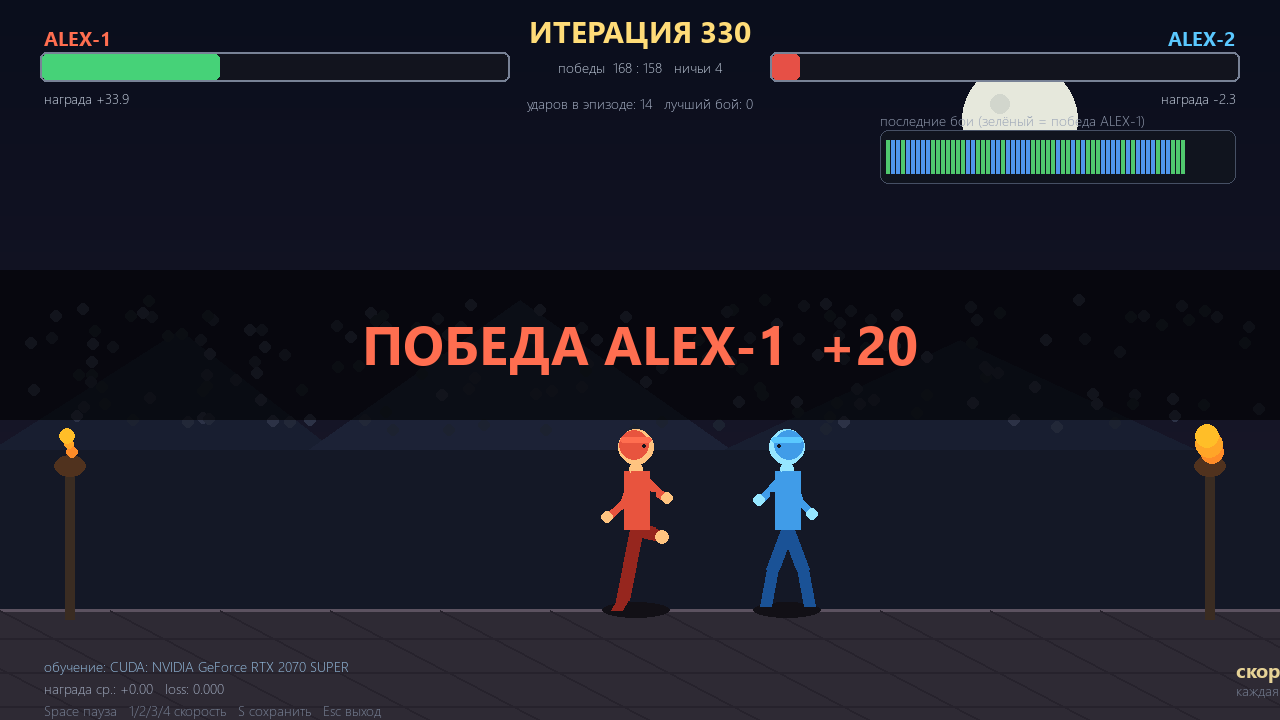 ALEX-1
ИТЕРАЦИЯ 330
ALEX-2
победы 168 : 158 ничьи 4
награда +33.9
ударов в эпизоде: 14 лучший бой: 0
награда -2.3
последние бои (зелёный = победа ALEX-1)
ПОБЕДА ALEX-1 +20
обучение: CUDA: NVIDIA GeForce RTX 2070 SUPER
награда ср.: +0.00 loss: 0.000
Space пауза 1/2/3/4 скорость S сохранить Esc выход
скор
каждая